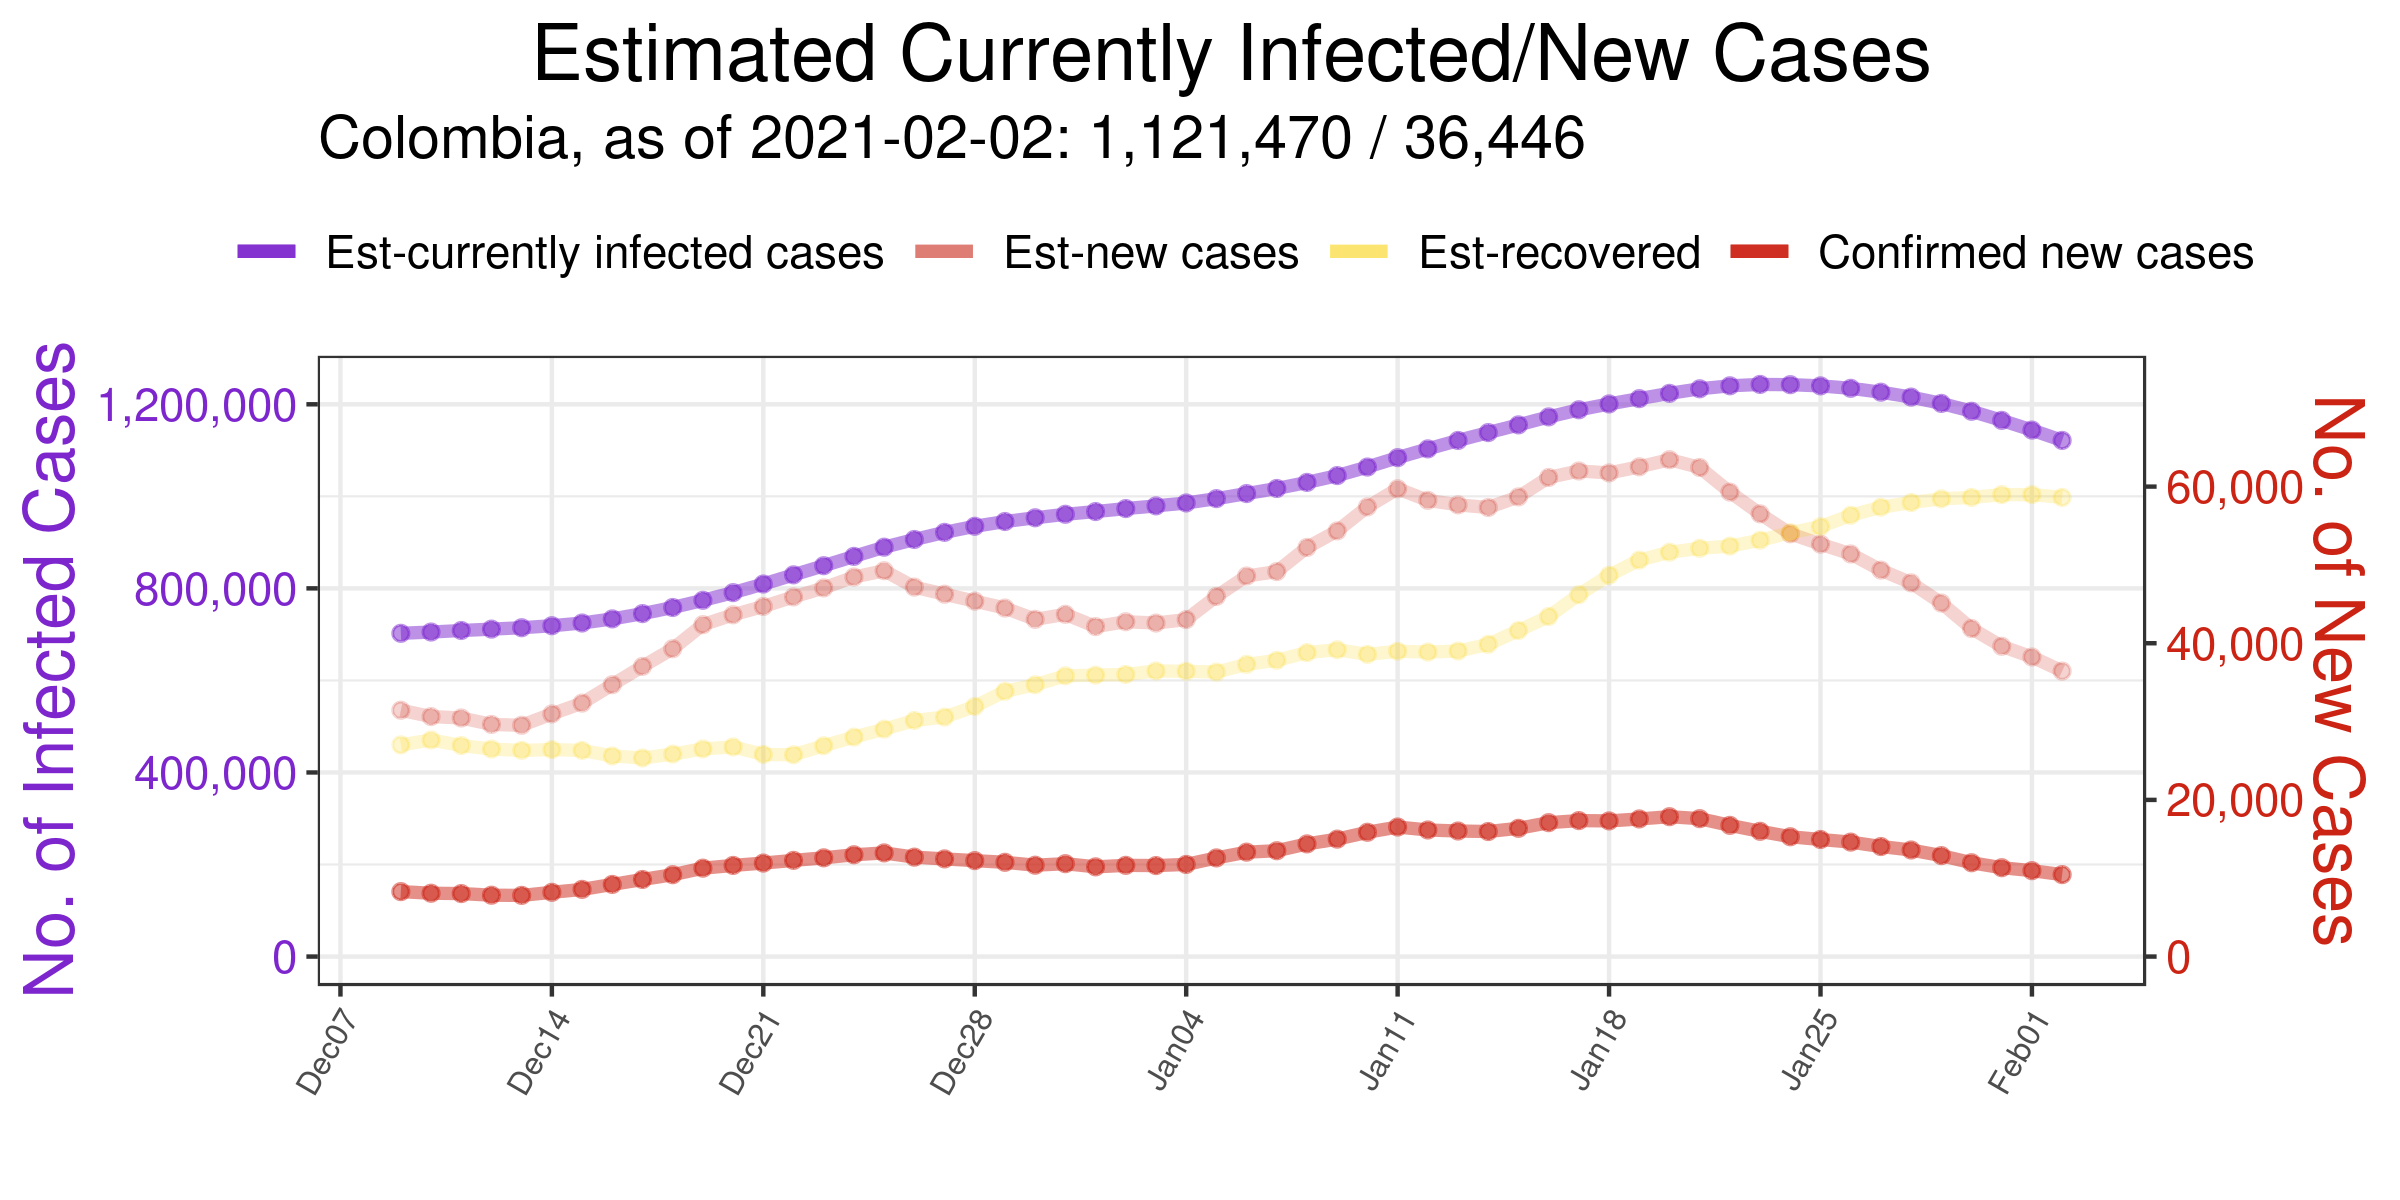 Estimated Currently Infected/New Cases
Colombia, as of 2021-02-02: 1,121,470 / 36,446
Est-currently infected cases Est-new cases Est-recovered Confirmed new cases
No. of Infected Cases
1,200,000
800,000
400,000
0
60,000
40,000
20,000
0
No. of New Cases
Dec07 Dec14 Dec21 Dec28 Jan04 Jan11 Jan18 Jan25 Feb01